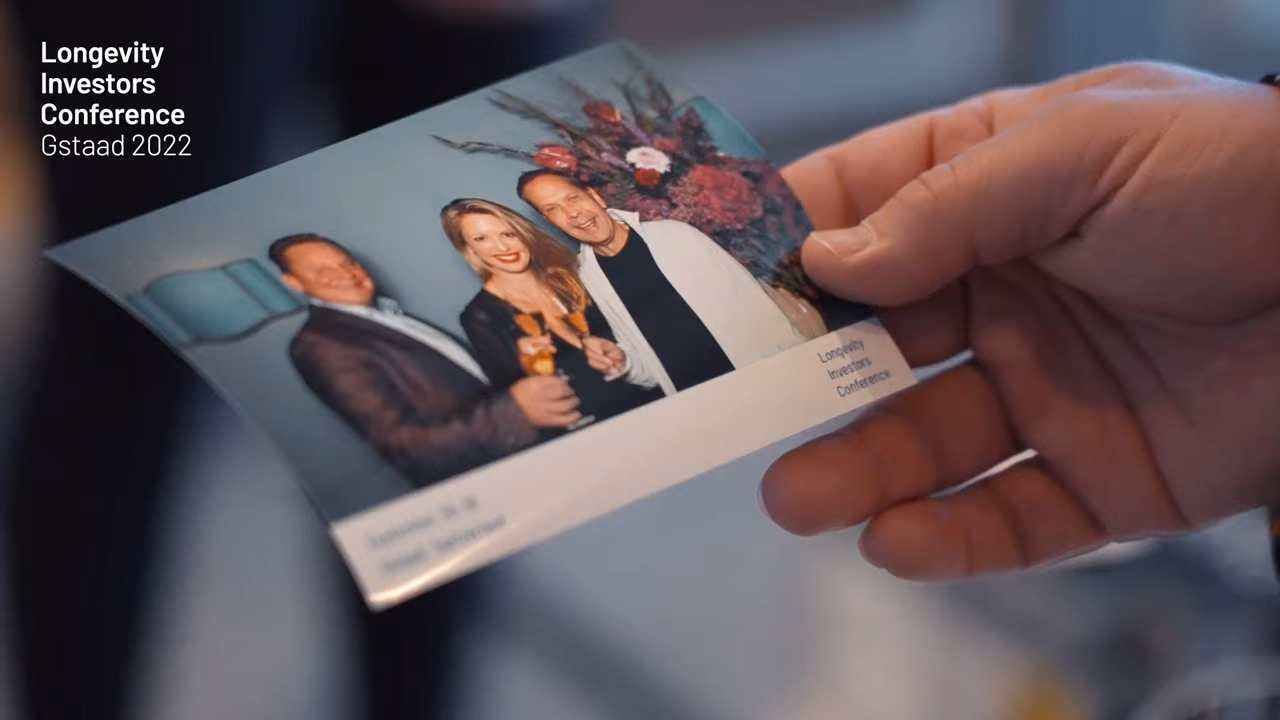 Longevity
Investors
Conference
Gstaad 2022
Longevity
Investors
Conference